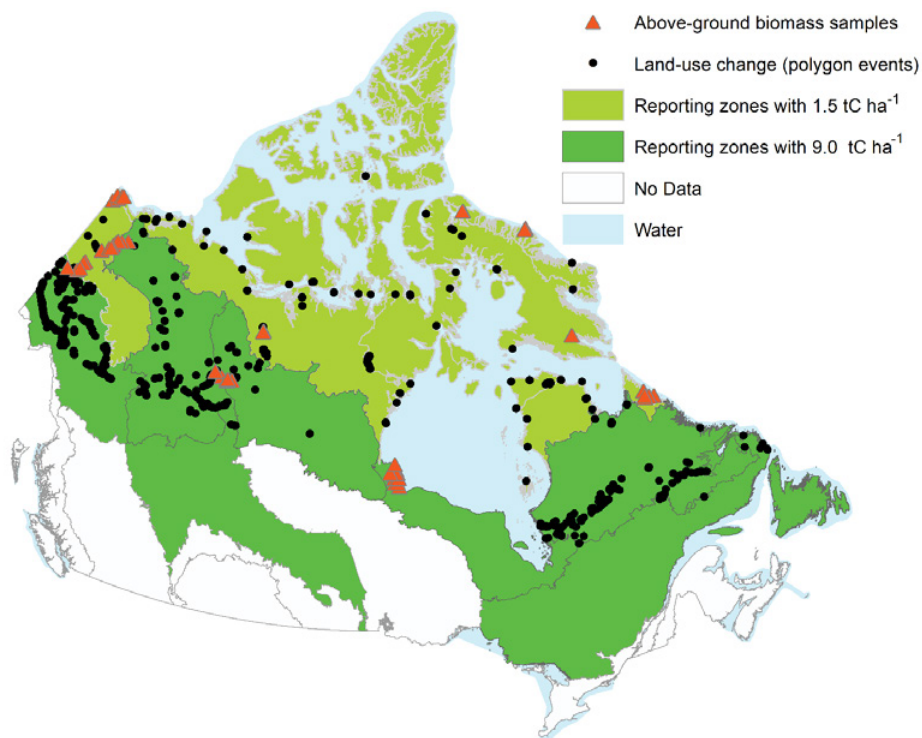 Above-ground biomass samples
Land-use change (polygon events)
Reporting zones with 1.5 tC ha⁻¹
Reporting zones with 9.0 tC ha⁻¹
No Data
Water